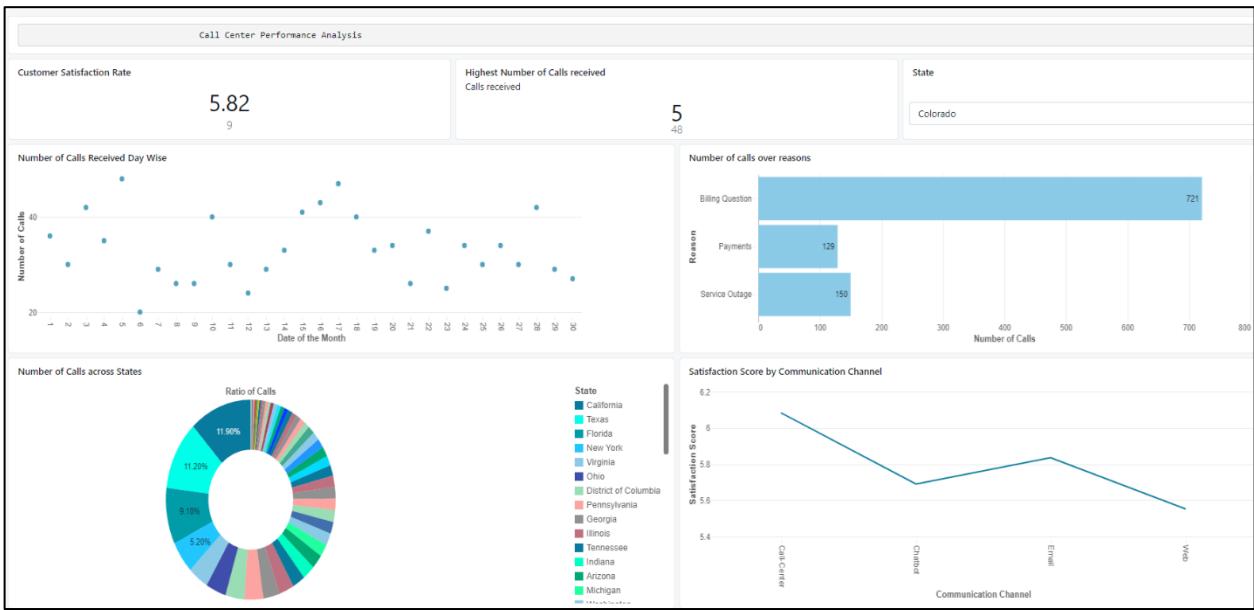 Call Center Performance Analysis
Customer Satisfaction Rate
5.82
9
Highest Number of Calls received
Calls received
5
48
State
Colorado
Number of Calls Received Day Wise
Number of Calls
40
20
1 2 3 4 5 6 7 8 9 10 11 12 13 14 15 16 17 18 19 20 21 22 23 24 25 26 27 28 29 30
Date of the Month
Number of calls over reasons
Reason
Billing Question
721
Payments
129
Service Outage
150
0 100 200 300 400 500 600 700 800
Number of Calls
Number of Calls across States
Ratio of Calls
11.90%
11.20%
9.10%
5.20%
State
California
Texas
Florida
New York
Virginia
Ohio
District of Columbia
Pennsylvania
Georgia
Illinois
Tennessee
Indiana
Arizona
Michigan
Washington
Satisfaction Score by Communication Channel
Satisfaction Score
6.2
6
5.8
5.6
5.4
Call-Center
Chatbot
Email
Web
Communication Channel